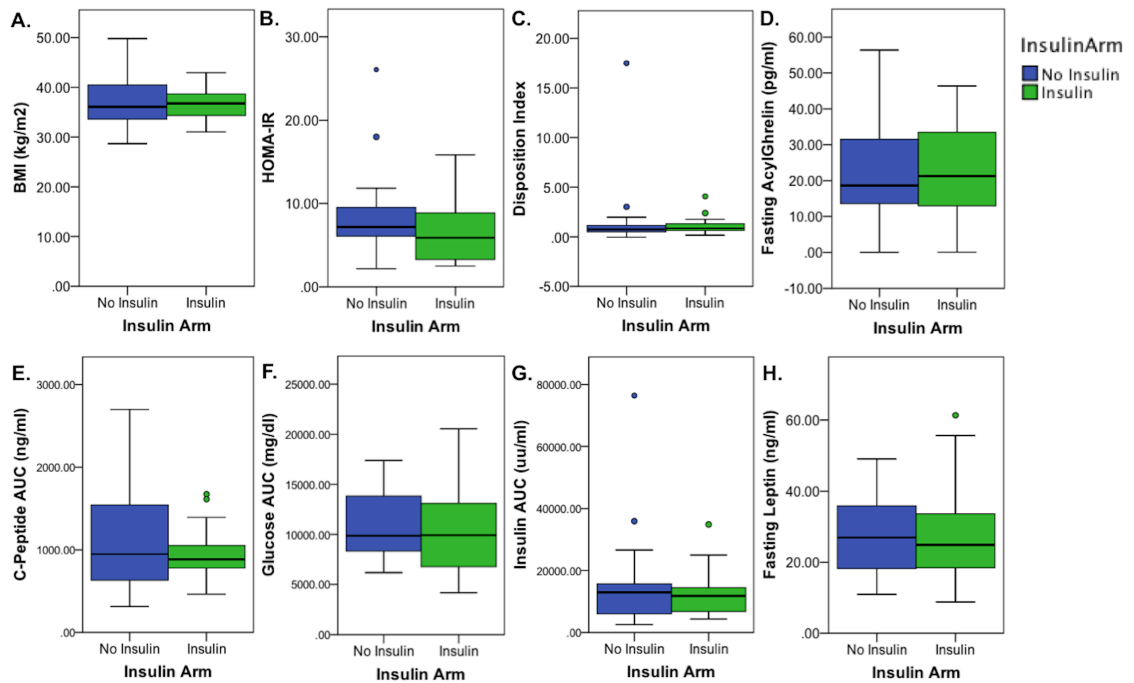 A.
BMI (kg/m2)
50.00
40.00
30.00
20.00
10.00
.00
No Insulin
Insulin
Insulin Arm
B.
HOMA-IR
30.00
20.00
10.00
.00
No Insulin
Insulin
Insulin Arm
C.
Disposition Index
20.00
15.00
10.00
5.00
.00
-5.00
No Insulin
Insulin
Insulin Arm
D.
Fasting AcylGhrelin (pg/ml)
60.00
50.00
40.00
30.00
20.00
10.00
.00
-10.00
No Insulin
Insulin
Insulin Arm
InsulinArm
No Insulin
Insulin
E.
C-Peptide AUC (ng/ml)
3000.00
2000.00
1000.00
.00
No Insulin
Insulin
Insulin Arm
F.
Glucose AUC (mg/dl)
25000.00
20000.00
15000.00
10000.00
5000.00
.00
No Insulin
Insulin
Insulin Arm
G.
Insulin AUC (uu/ml)
80000.00
60000.00
40000.00
20000.00
.00
No Insulin
Insulin
Insulin Arm
H.
Fasting Leptin (ng/ml)
60.00
40.00
20.00
.00
No Insulin
Insulin
Insulin Arm